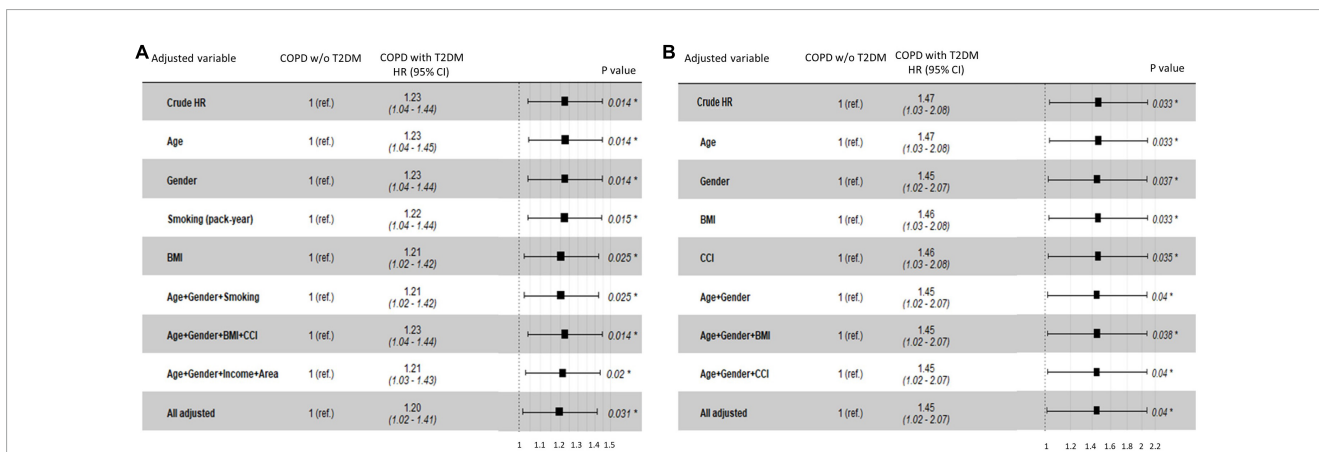 A
Adjusted variable COPD w/o T2DM COPD with T2DM
HR (95% CI)
P value
Crude HR 1 (ref.) 1.23
(1.04 - 1.44) 0.014 *
Age 1 (ref.) 1.23
(1.04 - 1.45) 0.014 *
Gender 1 (ref.) 1.23
(1.04 - 1.44) 0.014 *
Smoking (pack-year) 1 (ref.) 1.22
(1.04 - 1.44) 0.015 *
BMI 1 (ref.) 1.21
(1.02 - 1.42) 0.025 *
Age+Gender+Smoking 1 (ref.) 1.21
(1.02 - 1.42) 0.025 *
Age+Gender+BMI+CCI 1 (ref.) 1.23
(1.04 - 1.44) 0.014 *
Age+Gender+Income+Area 1 (ref.) 1.21
(1.03 - 1.43) 0.02 *
All adjusted 1 (ref.) 1.20
(1.02 - 1.41) 0.031 *
1 1.1 1.2 1.3 1.4 1.5
B
Adjusted variable COPD w/o T2DM COPD with T2DM
HR (95% CI)
P value
Crude HR 1 (ref.) 1.47
(1.03 - 2.08) 0.033 *
Age 1 (ref.) 1.47
(1.03 - 2.08) 0.033 *
Gender 1 (ref.) 1.45
(1.02 - 2.07) 0.037 *
BMI 1 (ref.) 1.46
(1.03 - 2.08) 0.033 *
CCI 1 (ref.) 1.46
(1.03 - 2.08) 0.035 *
Age+Gender 1 (ref.) 1.45
(1.02 - 2.07) 0.04 *
Age+Gender+BMI 1 (ref.) 1.45
(1.02 - 2.07) 0.038 *
Age+Gender+CCI 1 (ref.) 1.45
(1.02 - 2.07) 0.04 *
All adjusted 1 (ref.) 1.45
(1.02 - 2.07) 0.04 *
1 1.2 1.4 1.6 1.8 2 2.2